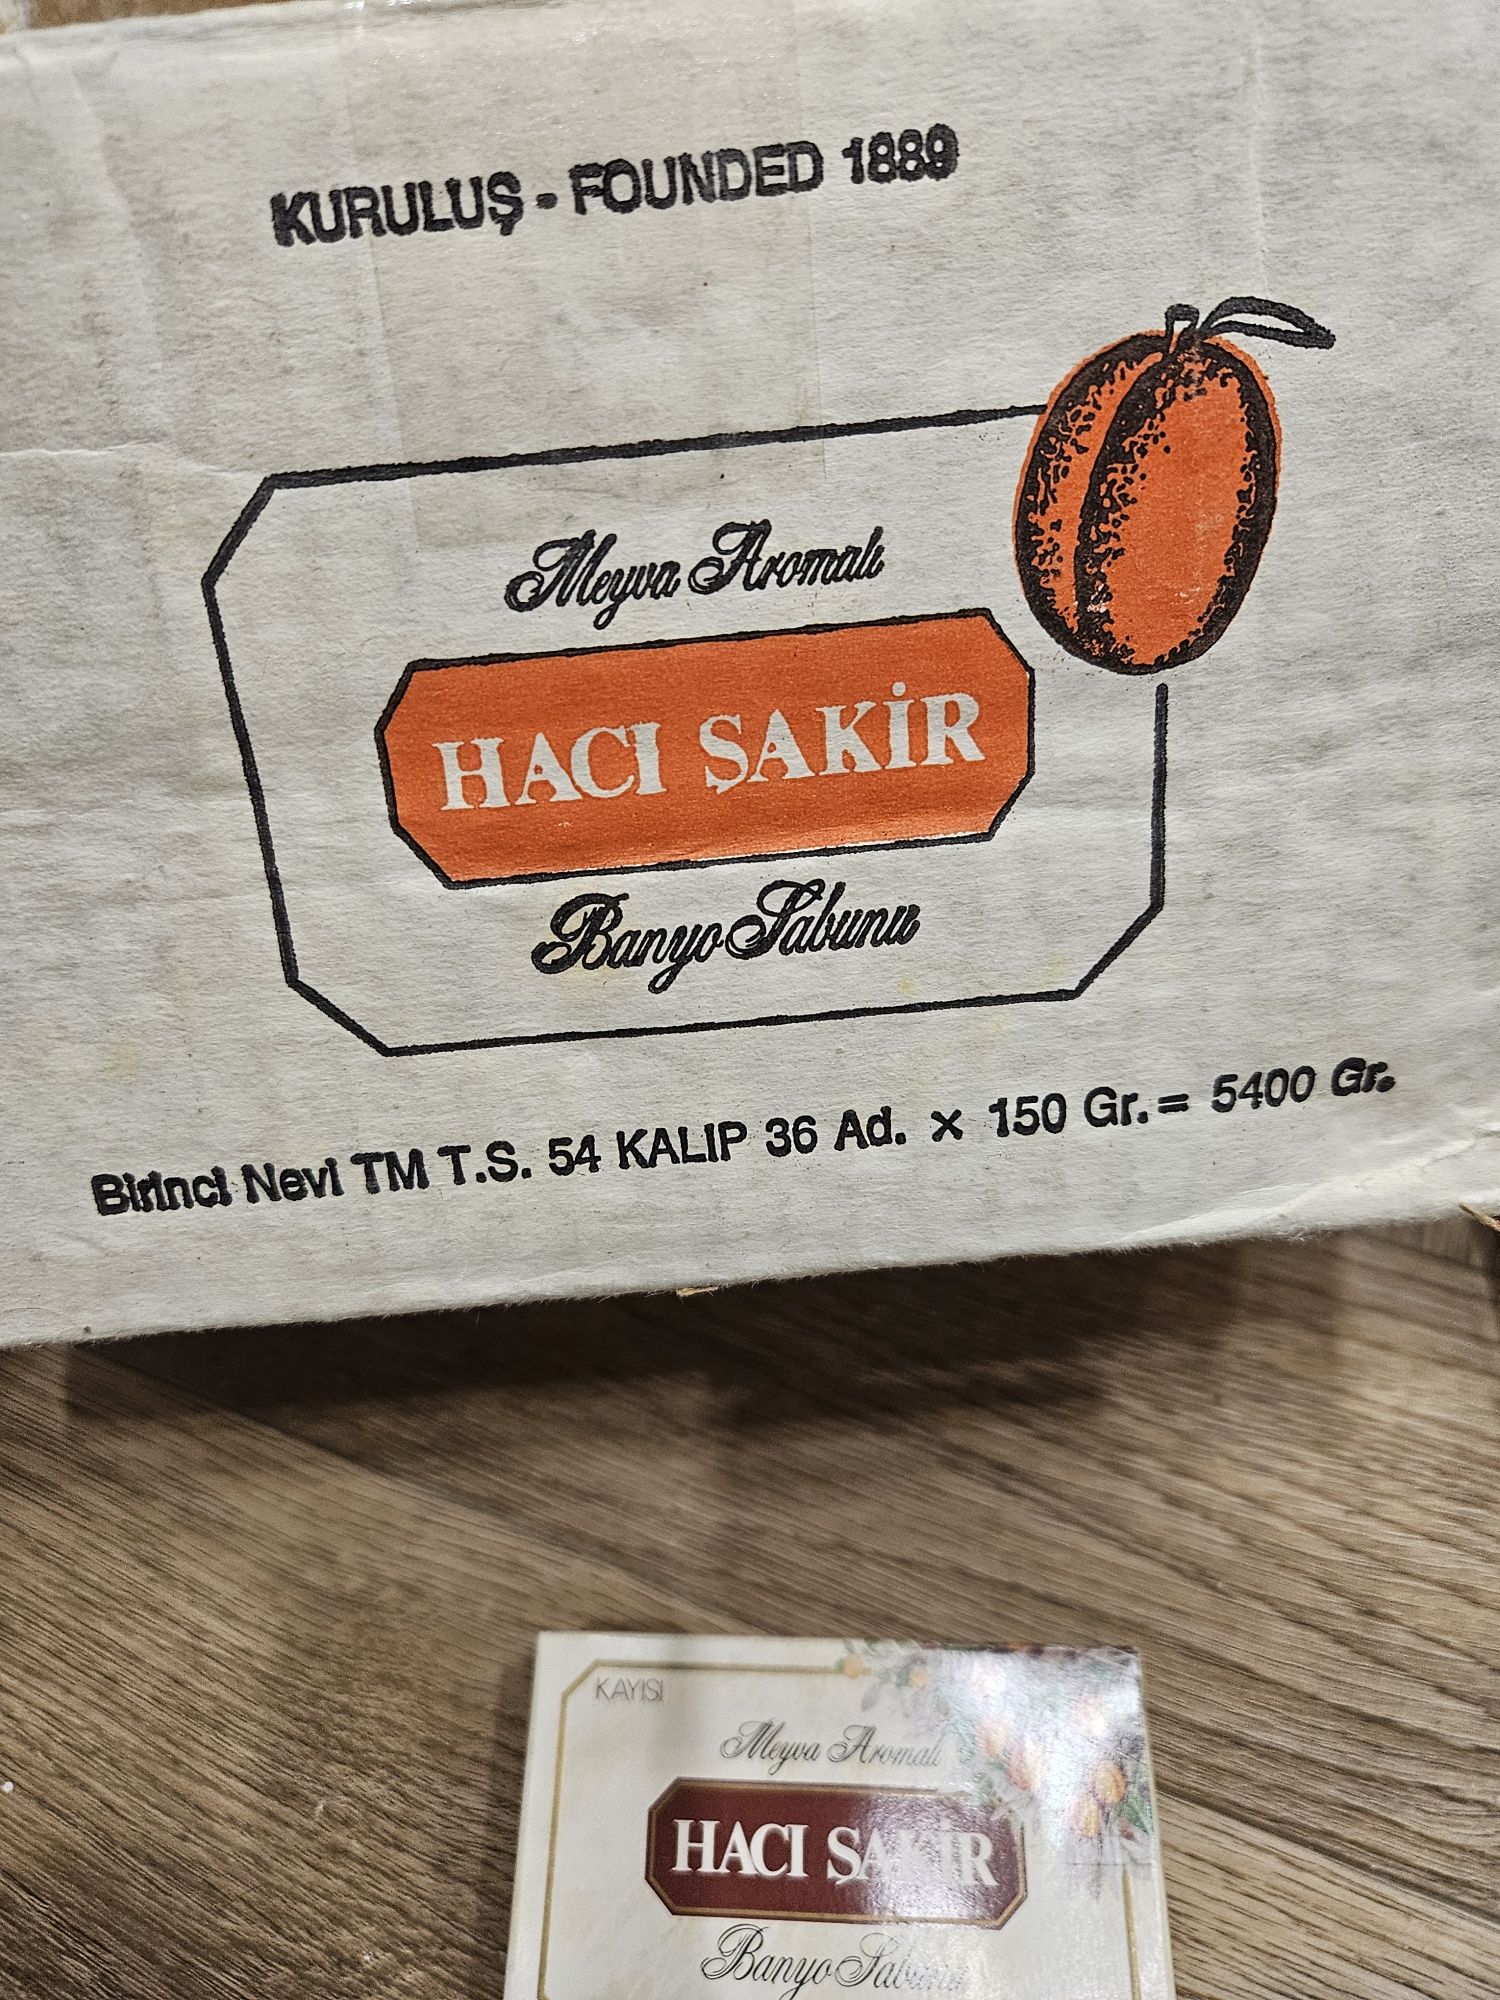 KURULUŞ - FOUNDED 1889
Meyva Aromalı
HACI ŞAKİR
Banyo Sabunu
Birinci Nevi TM T.S. 54 KALIP 36 Ad. × 150 Gr. = 5400 Gr.
KAYISI
Meyva Aromalı
HACI ŞAKİR
Banyo Sabunu